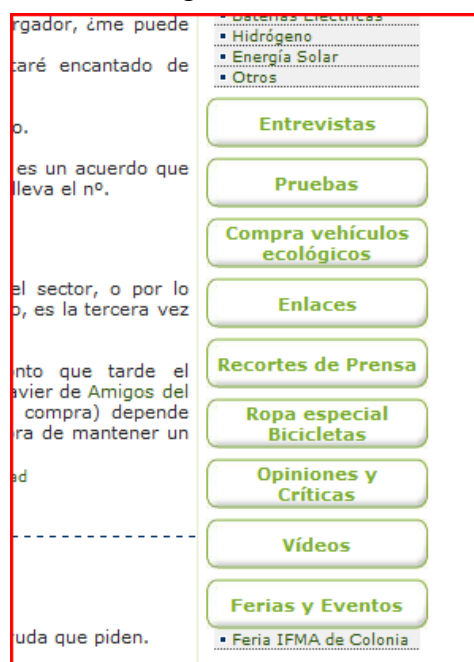 rgador, ¿me puede
taré encantado de
o.
es un acuerdo que
lleva el nº.
el sector, o por lo
o, es la tercera vez
nto que tarde el
avier de Amigos del
compra) depende
ra de mantener un
ad
uda que piden.
Baterías Eléctricas
Hidrógeno
Energía Solar
Otros
Entrevistas
Pruebas
Compra vehículos
ecológicos
Enlaces
Recortes de Prensa
Ropa especial
Bicicletas
Opiniones y
Críticas
Vídeos
Ferias y Eventos
Feria IFMA de Colonia